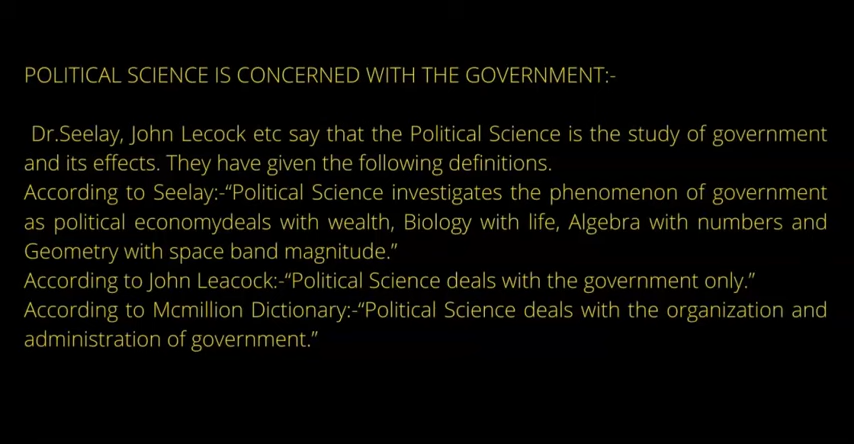 POLITICAL SCIENCE IS CONCERNED WITH THE GOVERNMENT:-
Dr.Seelay, John Lecock etc say that the Political Science is the study of government
and its effects. They have given the following definitions.
According to Seelay:-“Political Science investigates the phenomenon of government
as political economydeals with wealth, Biology with life, Algebra with numbers and
Geometry with space band magnitude.”
According to John Leacock:-“Political Science deals with the government only.”
According to Mcmillion Dictionary:-“Political Science deals with the organization and
administration of government.”